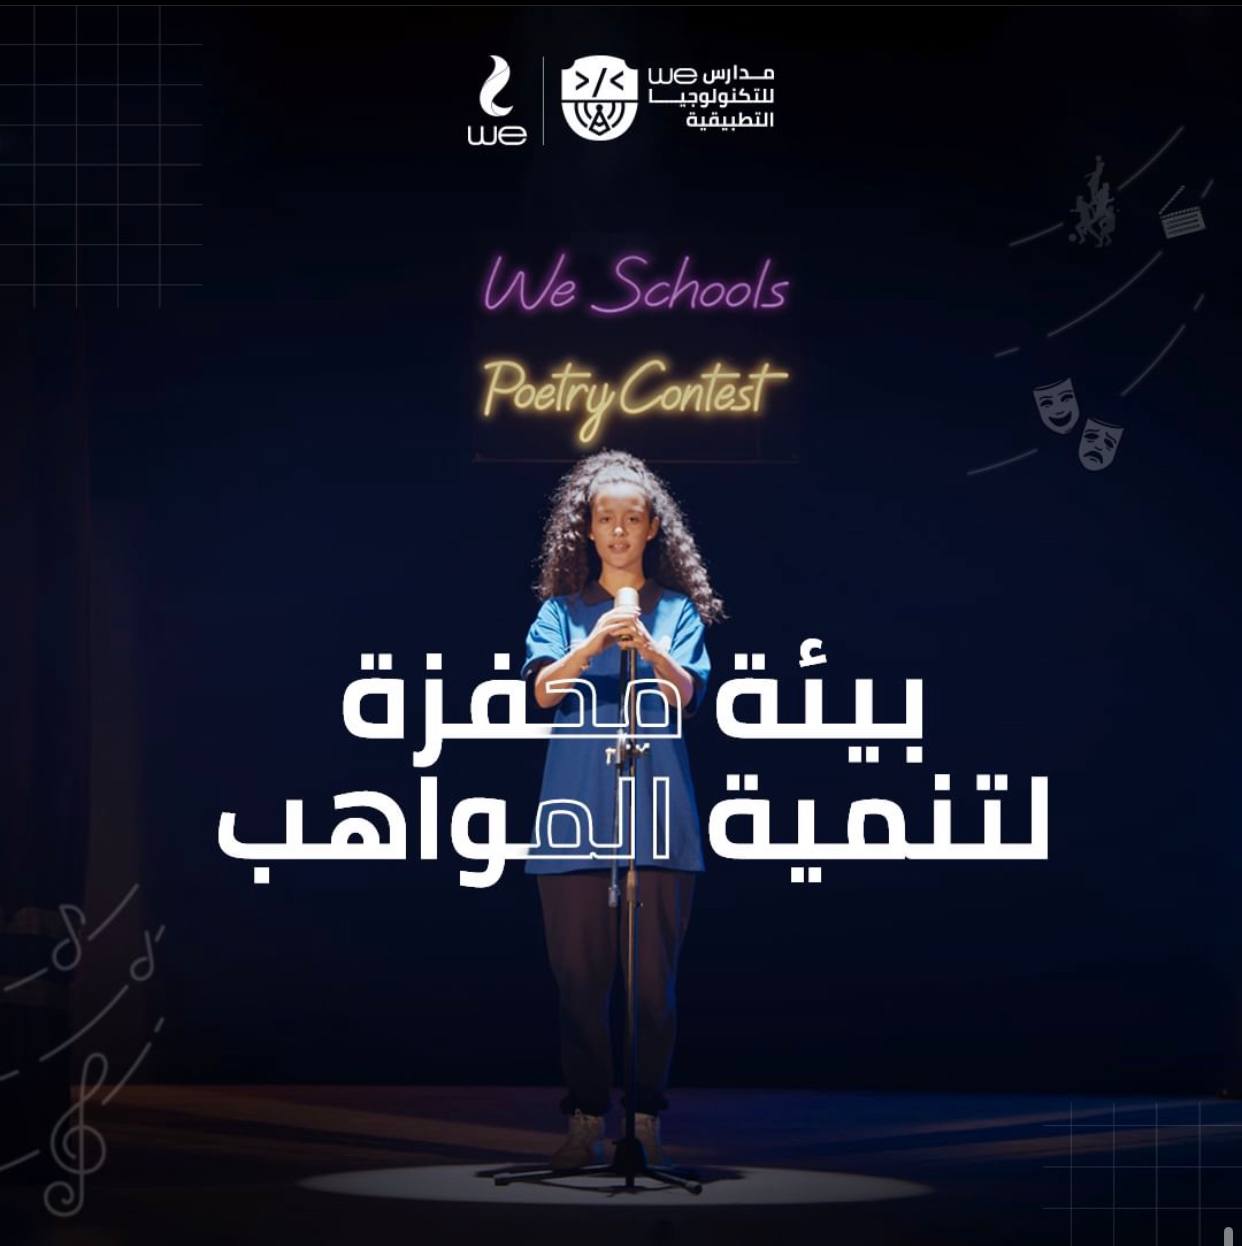 we
مدارس we
للتكنولوجيا
التطبيقية
We Schools
Poetry Contest
بيئة محفزة
لتنمية المواهب